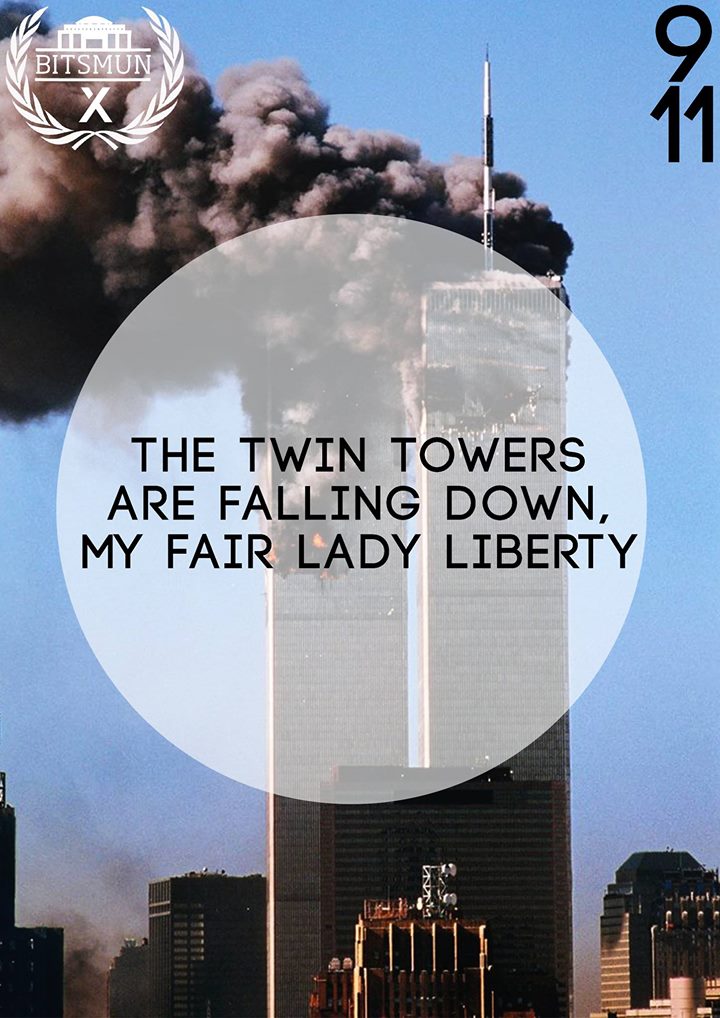 BITSMUN
X
9
11
THE TWIN TOWERS
ARE FALLING DOWN,
MY FAIR LADY LIBERTY